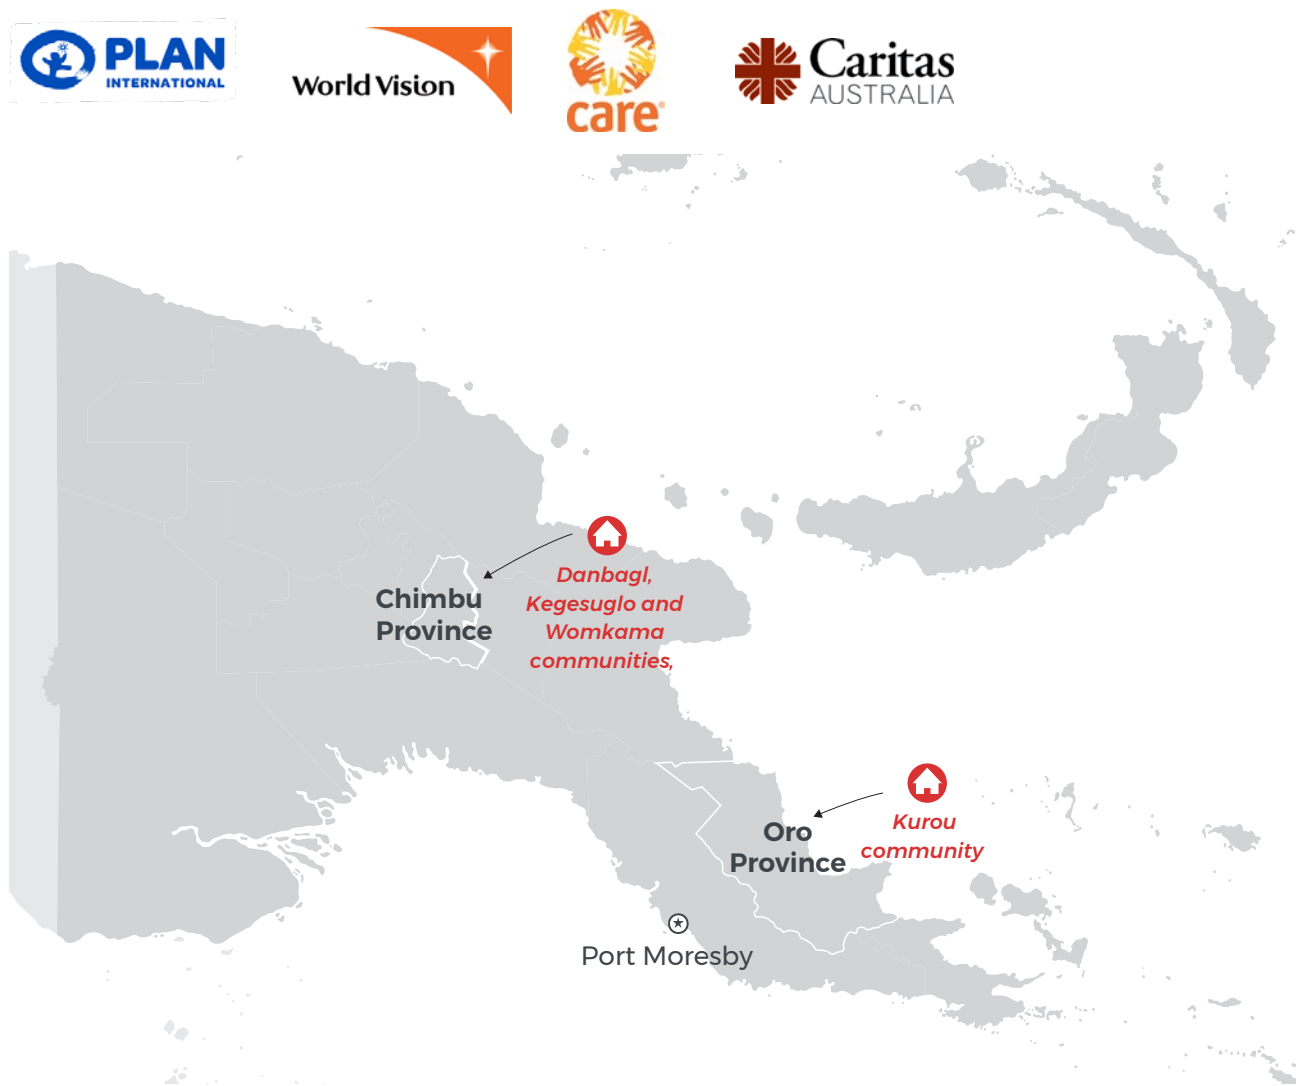 PLAN
INTERNATIONAL
World Vision
care®
Caritas
AUSTRALIA
Danbagl,
Kegesuglo and
Womkama
communities,
Chimbu
Province
Kurou
community
Oro
Province
Port Moresby